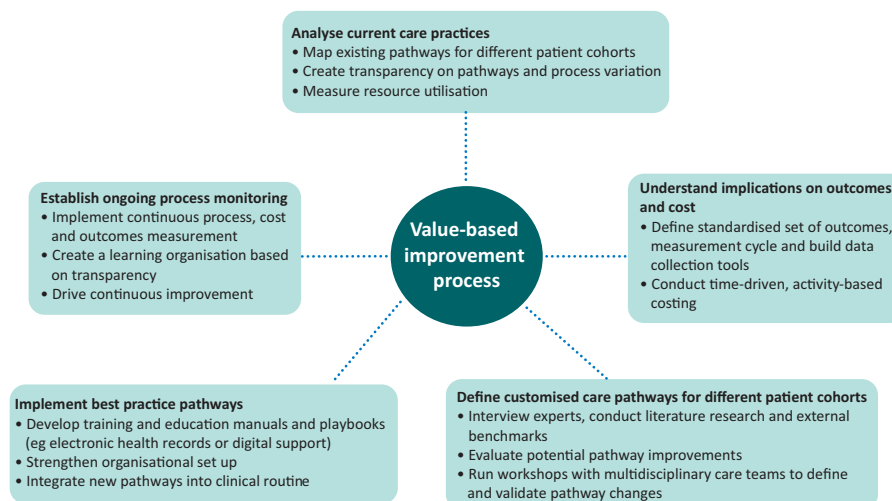 Analyse current care practices
• Map existing pathways for different patient cohorts
• Create transparency on pathways and process variation
• Measure resource utilisation
Understand implications on outcomes
and cost
• Define standardised set of outcomes,
measurement cycle and build data
collection tools
• Conduct time-driven, activity-based
costing
Define customised care pathways for different patient cohorts
• Interview experts, conduct literature research and external
benchmarks
• Evaluate potential pathway improvements
• Run workshops with multidisciplinary care teams to define
and validate pathway changes
Implement best practice pathways
• Develop training and education manuals and playbooks
(eg electronic health records or digital support)
• Strengthen organisational set up
• Integrate new pathways into clinical routine
Establish ongoing process monitoring
• Implement continuous process, cost
and outcomes measurement
• Create a learning organisation based
on transparency
• Drive continuous improvement
Value-based
improvement
process